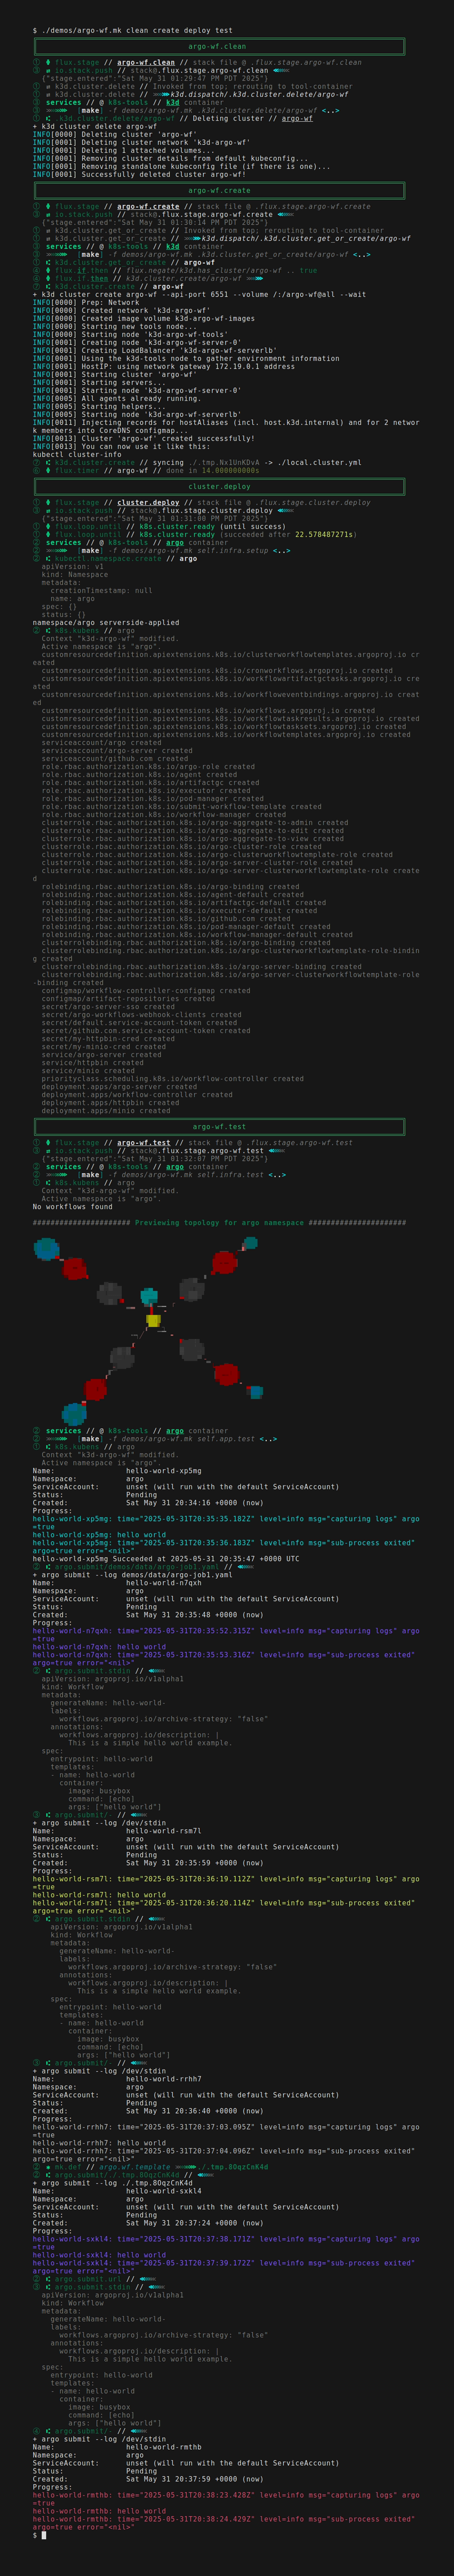 $ ./demos/argo-wf.mk clean create deploy test
argo-wf.clean
① ⧫ flux.stage // argo-wf.clean // stack file @ .flux.stage.argo-wf.clean
③ ⇄ io.stack.push // stack@.flux.stage.argo-wf.clean
{"stage.entered":"Sat May 31 01:29:47 PM PDT 2025"}
① ⇄ k3d.cluster.delete // Invoked from top; rerouting to tool-container
① ⇄ k3d.cluster.delete // k3d.dispatch/.k3d.cluster.delete/argo-wf
③ services // @ k8s-tools // k3d container
③ [make] -f demos/argo-wf.mk .k3d.cluster.delete/argo-wf <..>
① .k3d_cluster.delete/argo-wf // Deleting cluster // argo-wf
+ k3d cluster delete argo-wf
INFO[0000] Deleting cluster 'argo-wf'
INFO[0001] Deleting cluster network 'k3d-argo-wf'
INFO[0001] Deleting 1 attached volumes...
INFO[0001] Removing cluster details from default kubeconfig...
INFO[0001] Removing standalone kubeconfig file (if there is one)...
INFO[0001] Successfully deleted cluster argo-wf!
argo-wf.create
① ⧫ flux.stage // argo-wf.create // stack file @ .flux.stage.argo-wf.create
③ ⇄ io.stack.push // stack@.flux.stage.argo-wf.create
{"stage.entered":"Sat May 31 01:30:14 PM PDT 2025"}
① ⇄ k3d.cluster.get_or_create // Invoked from top; rerouting to tool-container
① ⇄ k3d.cluster.get_or_create // k3d.dispatch/.k3d.cluster.get_or_create/argo-wf
③ services // @ k8s-tools // k3d container
③ [make] -f demos/argo-wf.mk .k3d.cluster.get_or_create/argo-wf <..>
① k3d.cluster.get_or_create // argo-wf
④ ⧫ flux.if.then // flux.negate/k3d.has_cluster/argo-wf .. true
④ ⧫ flux.if.then // k3d.cluster.create/argo-wf
⑦ k3d.cluster.create // argo-wf
+ k3d cluster create argo-wf --api-port 6551 --volume /:/argo-wf@all --wait
INFO[0000] Prep: Network
INFO[0000] Created network 'k3d-argo-wf'
INFO[0000] Created image volume k3d-argo-wf-images
INFO[0000] Starting new tools node...
INFO[0000] Starting node 'k3d-argo-wf-tools'
INFO[0001] Creating node 'k3d-argo-wf-server-0'
INFO[0001] Creating LoadBalancer 'k3d-argo-wf-serverlb'
INFO[0001] Using the k3d-tools node to gather environment information
INFO[0001] HostIP: using network gateway 172.19.0.1 address
INFO[0001] Starting cluster 'argo-wf'
INFO[0001] Starting servers...
INFO[0001] Starting node 'k3d-argo-wf-server-0'
INFO[0005] All agents already running.
INFO[0005] Starting helpers...
INFO[0005] Starting node 'k3d-argo-wf-serverlb'
INFO[0011] Injecting records for hostAliases (incl. host.k3d.internal) and for 2 networ
k members into CoreDNS configmap...
INFO[0013] Cluster 'argo-wf' created successfully!
INFO[0013] You can now use it like this:
kubectl cluster-info
⑦ k3d.cluster.create // syncing ./.tmp.Nx1UnKDvA -> ./local.cluster.yml
⑥ ⧫ flux.timer // argo-wf // done in 14.000000000s
cluster.deploy
① ⧫ flux.stage // cluster.deploy // stack file @ .flux.stage.cluster.deploy
③ ⇄ io.stack.push // stack@.flux.stage.cluster.deploy
{"stage.entered":"Sat May 31 01:31:00 PM PDT 2025"}
① ⧫ flux.loop.until // k8s.cluster.ready (until success)
① ⧫ flux.loop.until // k8s.cluster.ready (succeeded after 22.578487271s)
② services // @ k8s-tools // argo container
② [make] -f demos/argo-wf.mk self.infra.setup <..>
② kubectl.namespace.create // argo
apiVersion: v1
kind: Namespace
metadata:
creationTimestamp: null
name: argo
spec: {}
status: {}
namespace/argo serverside-applied
② k8s.kubens // argo
Context "k3d-argo-wf" modified.
Active namespace is "argo".
customresourcedefinition.apiextensions.k8s.io/clusterworkflowtemplates.argoproj.io cr
eated
customresourcedefinition.apiextensions.k8s.io/cronworkflows.argoproj.io created
customresourcedefinition.apiextensions.k8s.io/workflowartifactgctasks.argoproj.io cre
ated
customresourcedefinition.apiextensions.k8s.io/workfloweventbindings.argoproj.io creat
ed
customresourcedefinition.apiextensions.k8s.io/workflows.argoproj.io created
customresourcedefinition.apiextensions.k8s.io/workflowtaskresults.argoproj.io created
customresourcedefinition.apiextensions.k8s.io/workflowtasksets.argoproj.io created
customresourcedefinition.apiextensions.k8s.io/workflowtemplates.argoproj.io created
serviceaccount/argo created
serviceaccount/argo-server created
serviceaccount/github.com created
role.rbac.authorization.k8s.io/argo-role created
role.rbac.authorization.k8s.io/agent created
role.rbac.authorization.k8s.io/artifactgc created
role.rbac.authorization.k8s.io/executor created
role.rbac.authorization.k8s.io/pod-manager created
role.rbac.authorization.k8s.io/submit-workflow-template created
role.rbac.authorization.k8s.io/workflow-manager created
clusterrole.rbac.authorization.k8s.io/argo-aggregate-to-admin created
clusterrole.rbac.authorization.k8s.io/argo-aggregate-to-edit created
clusterrole.rbac.authorization.k8s.io/argo-aggregate-to-view created
clusterrole.rbac.authorization.k8s.io/argo-cluster-role created
clusterrole.rbac.authorization.k8s.io/argo-clusterworkflowtemplate-role created
clusterrole.rbac.authorization.k8s.io/argo-server-cluster-role created
clusterrole.rbac.authorization.k8s.io/argo-server-clusterworkflowtemplate-role create
d
rolebinding.rbac.authorization.k8s.io/argo-binding created
rolebinding.rbac.authorization.k8s.io/agent-default created
rolebinding.rbac.authorization.k8s.io/artifactgc-default created
rolebinding.rbac.authorization.k8s.io/executor-default created
rolebinding.rbac.authorization.k8s.io/github.com created
rolebinding.rbac.authorization.k8s.io/pod-manager-default created
rolebinding.rbac.authorization.k8s.io/workflow-manager-default created
clusterrolebinding.rbac.authorization.k8s.io/argo-binding created
clusterrolebinding.rbac.authorization.k8s.io/argo-clusterworkflowtemplate-role-bindin
g created
clusterrolebinding.rbac.authorization.k8s.io/argo-server-binding created
clusterrolebinding.rbac.authorization.k8s.io/argo-server-clusterworkflowtemplate-role
-binding created
configmap/workflow-controller-configmap created
configmap/artifact-repositories created
secret/argo-server-sso created
secret/argo-workflows-webhook-clients created
secret/default.service-account-token created
secret/github.com.service-account-token created
secret/my-httpbin-cred created
secret/my-minio-cred created
service/argo-server created
service/httpbin created
service/minio created
priorityclass.scheduling.k8s.io/workflow-controller created
deployment.apps/argo-server created
deployment.apps/workflow-controller created
deployment.apps/httpbin created
deployment.apps/minio created
argo-wf.test
① ⧫ flux.stage // argo-wf.test // stack file @ .flux.stage.argo-wf.test
③ ⇄ io.stack.push // stack@.flux.stage.argo-wf.test
{"stage.entered":"Sat May 31 01:32:07 PM PDT 2025"}
② services // @ k8s-tools // argo container
② [make] -f demos/argo-wf.mk self.infra.test <..>
① k8s.kubens // argo
Context "k3d-argo-wf" modified.
Active namespace is "argo".
No workflows found
###################### Previewing topology for argo namespace ######################
② services // @ k8s-tools // argo container
② [make] -f demos/argo-wf.mk self.app.test <..>
① k8s.kubens // argo
Context "k3d-argo-wf" modified.
Active namespace is "argo".
Name: hello-world-xp5mg
Namespace: argo
ServiceAccount: unset (will run with the default ServiceAccount)
Status: Pending
Created: Sat May 31 20:34:16 +0000 (now)
Progress:
hello-world-xp5mg: time="2025-05-31T20:35:35.182Z" level=info msg="capturing logs" argo
=true
hello-world-xp5mg: hello world
hello-world-xp5mg: time="2025-05-31T20:35:36.183Z" level=info msg="sub-process exited"
argo=true error="<nil>"
hello-world-xp5mg Succeeded at 2025-05-31 20:35:47 +0000 UTC
② argo.submit/demos/data/argo-job1.yaml //
+ argo submit --log demos/data/argo-job1.yaml
Name: hello-world-n7qxh
Namespace: argo
ServiceAccount: unset (will run with the default ServiceAccount)
Status: Pending
Created: Sat May 31 20:35:48 +0000 (now)
Progress:
hello-world-n7qxh: time="2025-05-31T20:35:52.315Z" level=info msg="capturing logs" argo
=true
hello-world-n7qxh: hello world
hello-world-n7qxh: time="2025-05-31T20:35:53.316Z" level=info msg="sub-process exited"
argo=true error="<nil>"
② argo.submit.stdin //
apiVersion: argoproj.io/v1alpha1
kind: Workflow
metadata:
generateName: hello-world-
labels:
workflows.argoproj.io/archive-strategy: "false"
annotations:
workflows.argoproj.io/description: |
This is a simple hello world example.
spec:
entrypoint: hello-world
templates:
- name: hello-world
container:
image: busybox
command: [echo]
args: ["hello world"]
③ argo.submit/- //
+ argo submit --log /dev/stdin
Name: hello-world-rsm7l
Namespace: argo
ServiceAccount: unset (will run with the default ServiceAccount)
Status: Pending
Created: Sat May 31 20:35:59 +0000 (now)
Progress:
hello-world-rsm7l: time="2025-05-31T20:36:19.112Z" level=info msg="capturing logs" argo
=true
hello-world-rsm7l: hello world
hello-world-rsm7l: time="2025-05-31T20:36:20.114Z" level=info msg="sub-process exited"
argo=true error="<nil>"
② argo.submit.stdin //
apiVersion: argoproj.io/v1alpha1
kind: Workflow
metadata:
generateName: hello-world-
labels:
workflows.argoproj.io/archive-strategy: "false"
annotations:
workflows.argoproj.io/description: |
This is a simple hello world example.
spec:
entrypoint: hello-world
templates:
- name: hello-world
container:
image: busybox
command: [echo]
args: ["hello world"]
③ argo.submit/- //
+ argo submit --log /dev/stdin
Name: hello-world-rrhh7
Namespace: argo
ServiceAccount: unset (will run with the default ServiceAccount)
Status: Pending
Created: Sat May 31 20:36:40 +0000 (now)
Progress:
hello-world-rrhh7: time="2025-05-31T20:37:03.095Z" level=info msg="capturing logs" argo
=true
hello-world-rrhh7: hello world
hello-world-rrhh7: time="2025-05-31T20:37:04.096Z" level=info msg="sub-process exited"
argo=true error="<nil>"
② mk.def // argo.wf.template ./.tmp.8OqzCnK4d
② argo.submit/./.tmp.8OqzCnK4d //
+ argo submit --log ./.tmp.8OqzCnK4d
Name: hello-world-sxkl4
Namespace: argo
ServiceAccount: unset (will run with the default ServiceAccount)
Status: Pending
Created: Sat May 31 20:37:24 +0000 (now)
Progress:
hello-world-sxkl4: time="2025-05-31T20:37:38.171Z" level=info msg="capturing logs" argo
=true
hello-world-sxkl4: hello world
hello-world-sxkl4: time="2025-05-31T20:37:39.172Z" level=info msg="sub-process exited"
argo=true error="<nil>"
② argo.submit.url //
③ argo.submit.stdin //
apiVersion: argoproj.io/v1alpha1
kind: Workflow
metadata:
generateName: hello-world-
labels:
workflows.argoproj.io/archive-strategy: "false"
annotations:
workflows.argoproj.io/description: |
This is a simple hello world example.
spec:
entrypoint: hello-world
templates:
- name: hello-world
container:
image: busybox
command: [echo]
args: ["hello world"]
④ argo.submit/- //
+ argo submit --log /dev/stdin
Name: hello-world-rmthb
Namespace: argo
ServiceAccount: unset (will run with the default ServiceAccount)
Status: Pending
Created: Sat May 31 20:37:59 +0000 (now)
Progress:
hello-world-rmthb: time="2025-05-31T20:38:23.428Z" level=info msg="capturing logs" argo
=true
hello-world-rmthb: hello world
hello-world-rmthb: time="2025-05-31T20:38:24.429Z" level=info msg="sub-process exited"
argo=true error="<nil>"
$